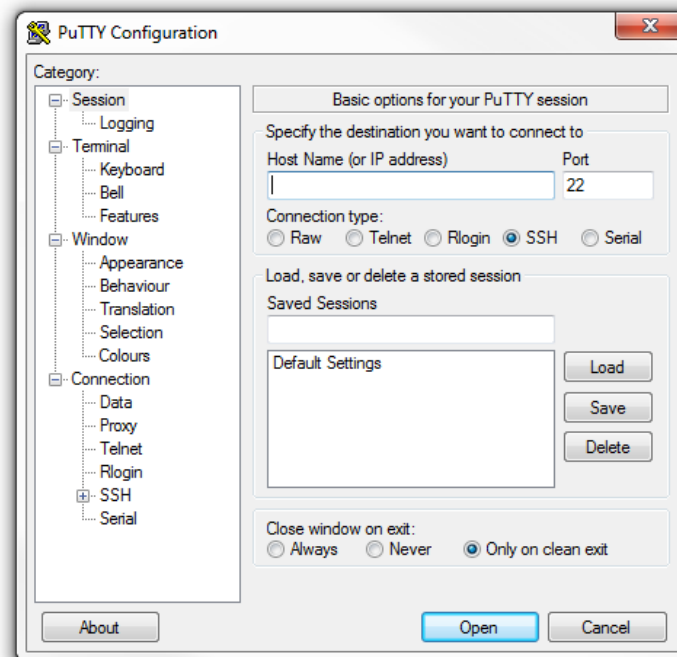 PuTTY Configuration
Category:
Session
Logging
Terminal
Keyboard
Bell
Features
Window
Appearance
Behaviour
Translation
Selection
Colours
Connection
Data
Proxy
Telnet
Rlogin
SSH
Serial
Basic options for your PuTTY session
Specify the destination you want to connect to
Host Name (or IP address) Port
22
Connection type:
Raw Telnet Rlogin SSH Serial
Load, save or delete a stored session
Saved Sessions
Default Settings
Load
Save
Delete
Close window on exit:
Always Never Only on clean exit
About Open Cancel